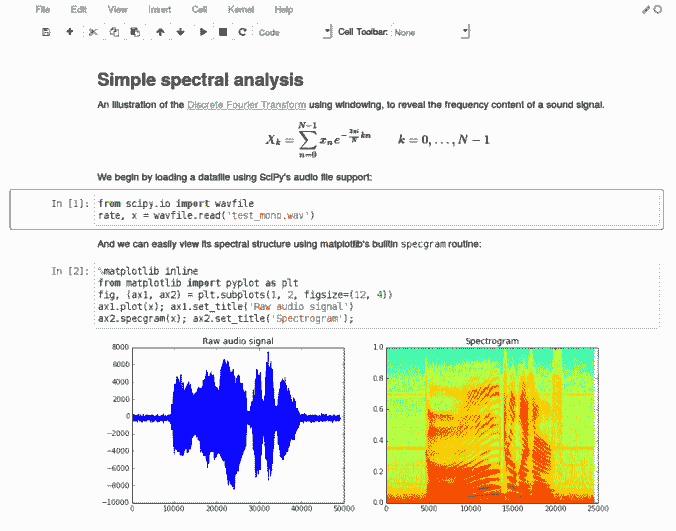 File Edit View Insert Cell Kernel Help
Code Cell Toolbar: None
Simple spectral analysis
An illustration of the Discrete Fourier Transform using windowing, to reveal the frequency content of a sound signal.
X_k = \sum_{n=0}^{N-1} x_n e^{-\frac{2\pi i}{N} kn} k = 0, ..., N − 1
We begin by loading a datafile using SciPy's audio file support:
In [1]: from scipy.io import wavfile
rate, x = wavfile.read('test_mono.wav')
And we can easily view its spectral structure using matplotlib's builtin specgram routine:
In [2]: %matplotlib inline
from matplotlib import pyplot as plt
fig, (ax1, ax2) = plt.subplots(1, 2, figsize=(12, 4))
ax1.plot(x); ax1.set_title('Raw audio signal')
ax2.specgram(x); ax2.set_title('Spectrogram');
Raw audio signal
8000
6000
4000
2000
0
−2000
−4000
−6000
−8000
−10000
0 10000 20000 30000 40000 50000
Spectrogram
1.0
0.8
0.6
0.4
0.2
0.0
0 5000 10000 15000 20000 25000